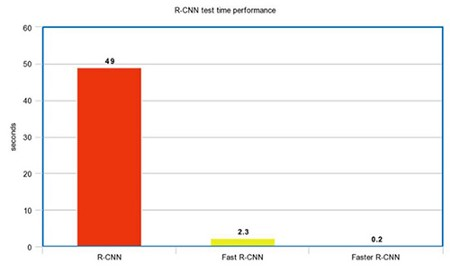 R-CNN test time performance
60
50
40
30
20
10
0
seconds
49
2.3
0.2
R-CNN
Fast R-CNN
Faster R-CNN